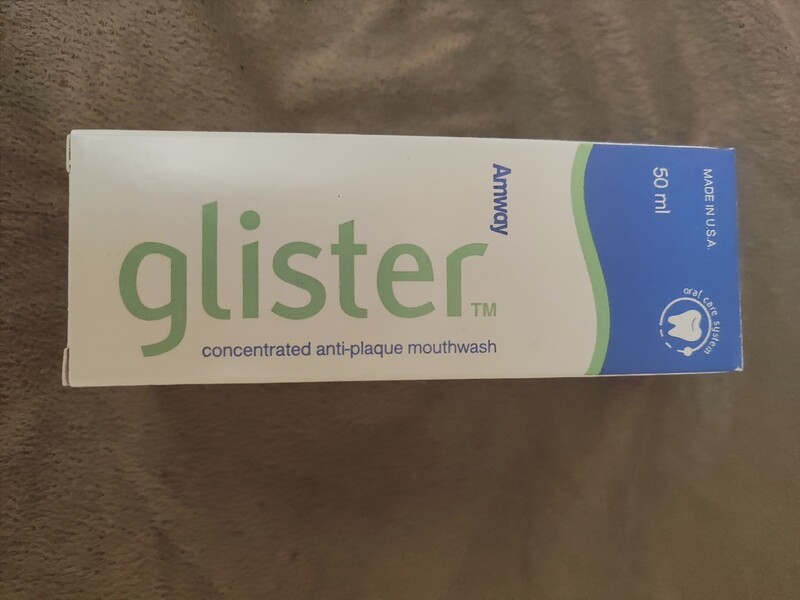 Amway
glister™
concentrated anti-plaque mouthwash
50 ml
MADE IN U.S.A.
oral care system